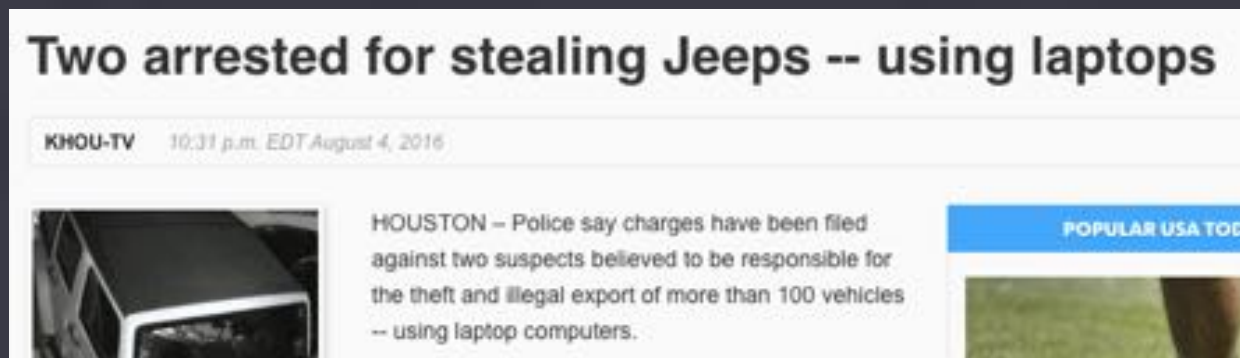 Two arrested for stealing Jeeps -- using laptops
KHOU-TV 10:31 p.m. EDT August 4, 2016
HOUSTON – Police say charges have been filed
against two suspects believed to be responsible for
the theft and illegal export of more than 100 vehicles
-- using laptop computers.
POPULAR USA TOD